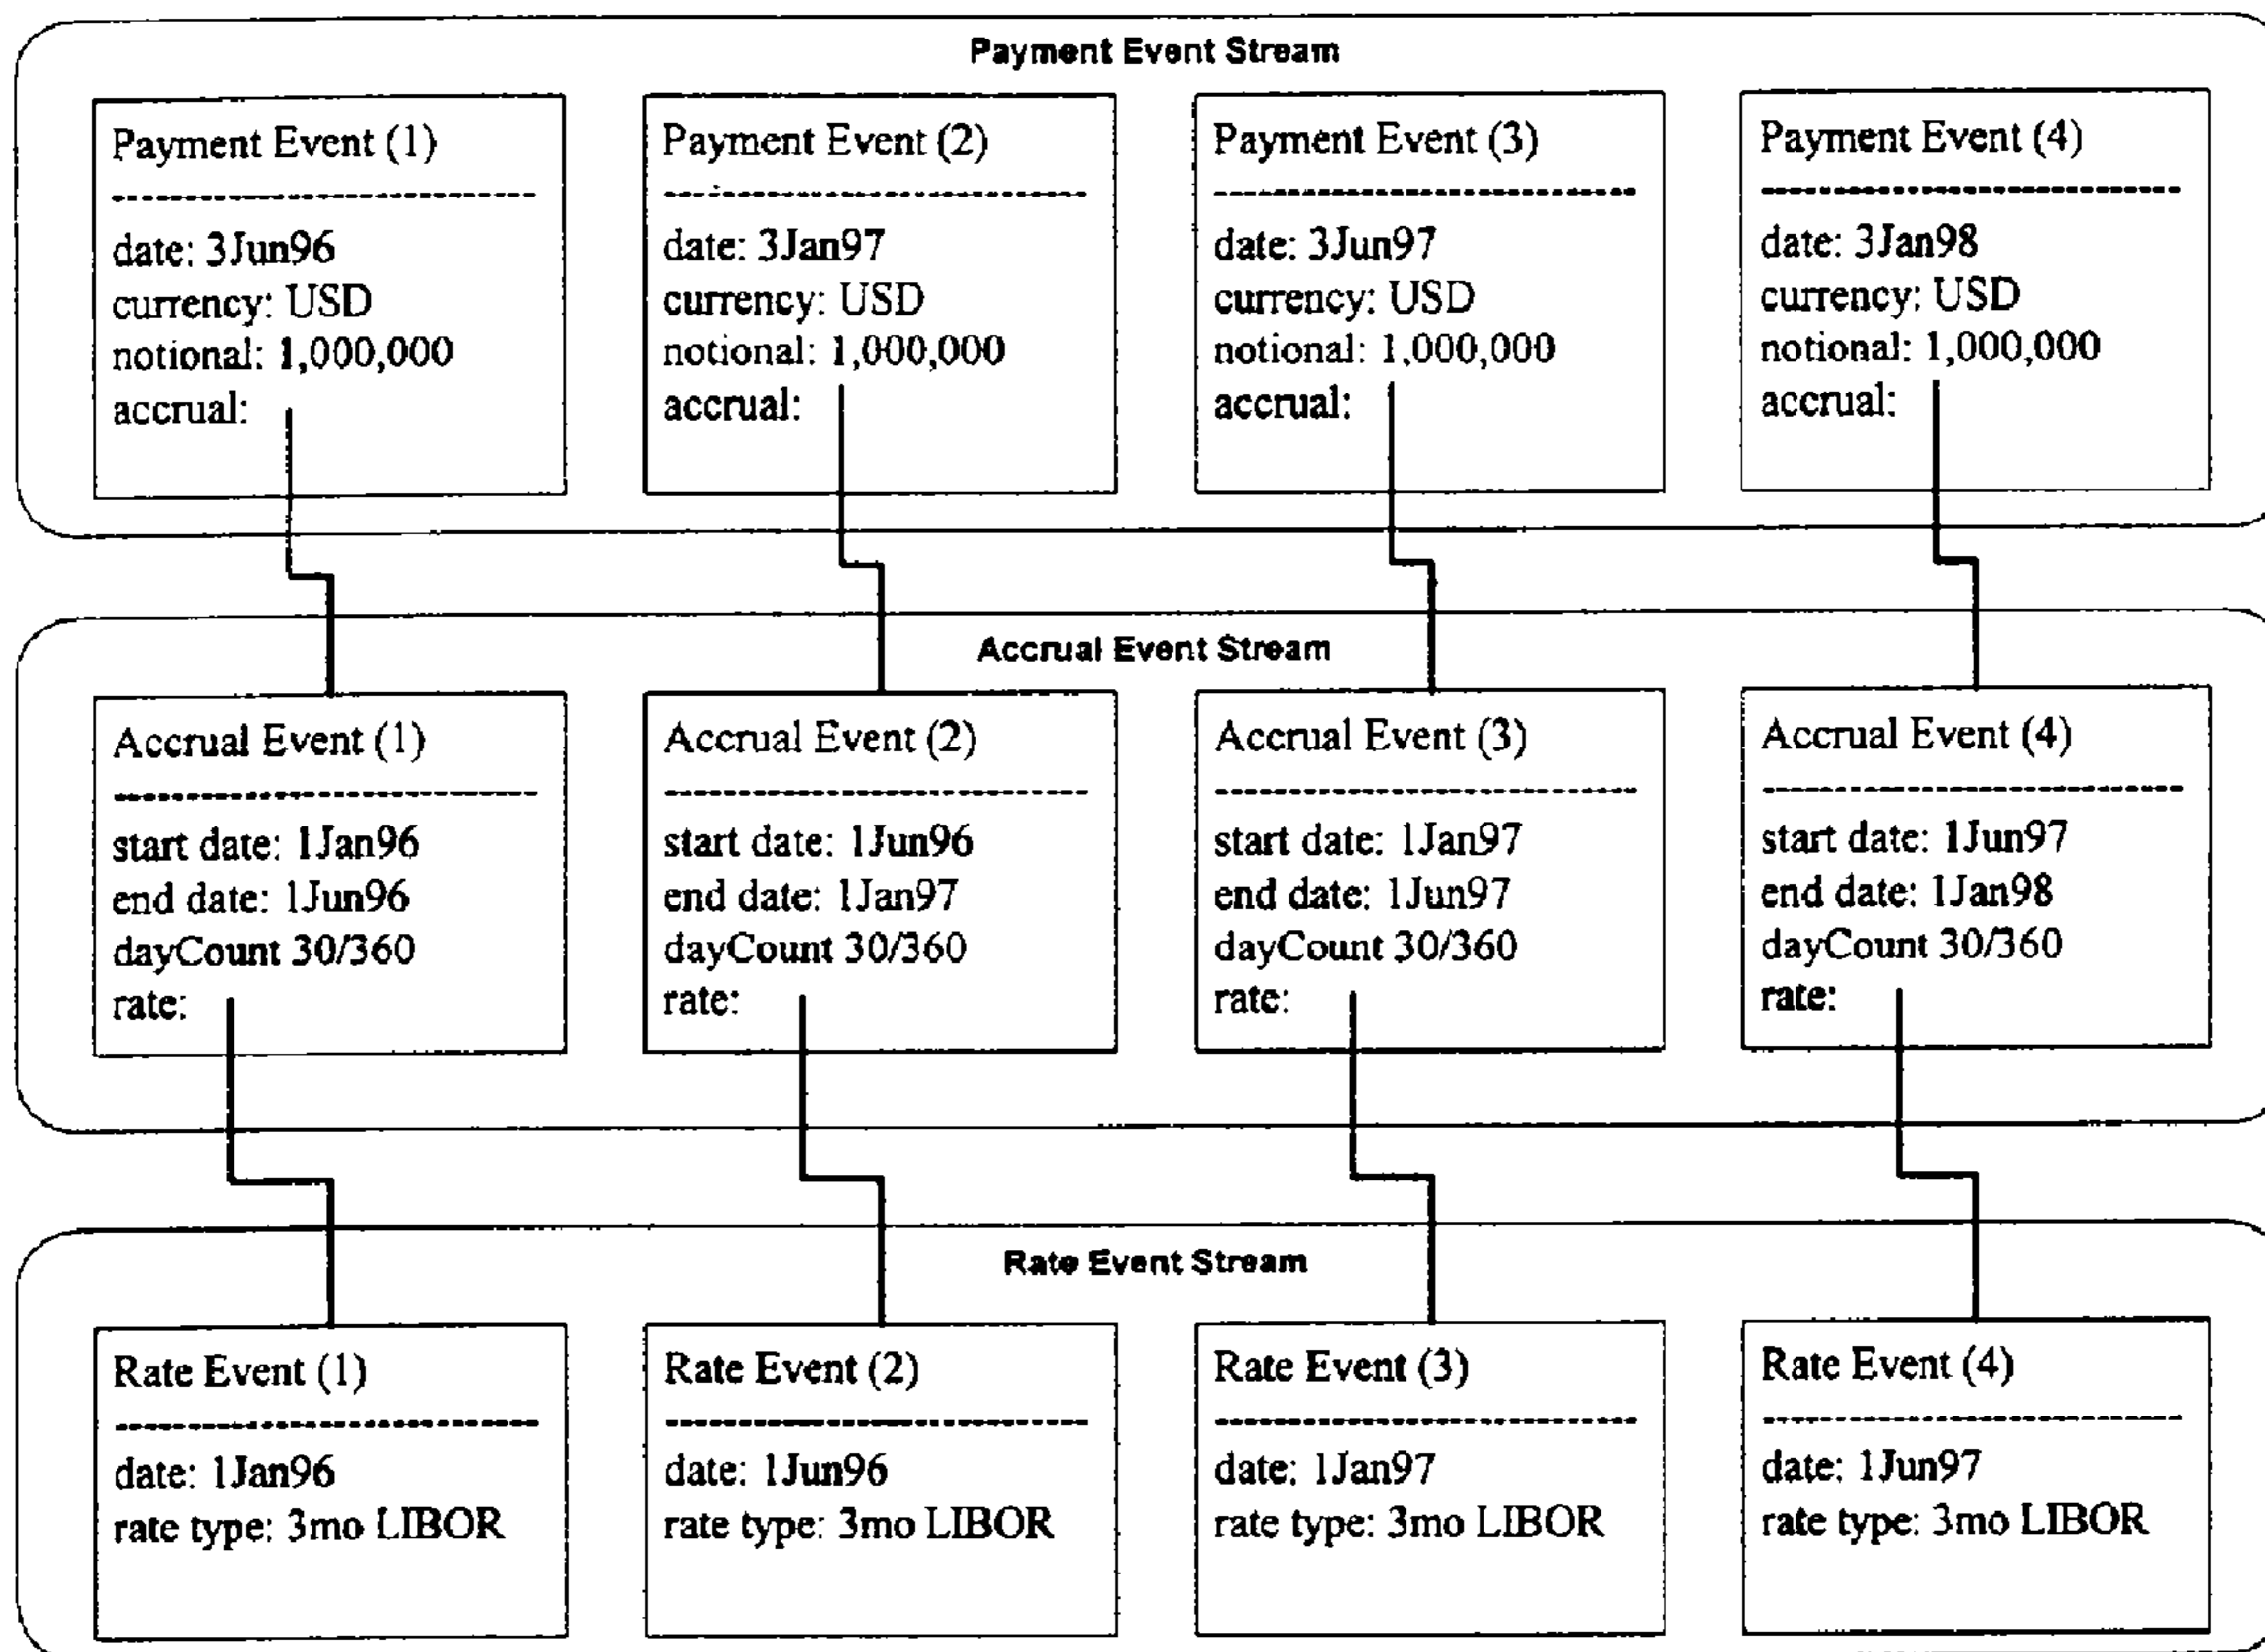 Payment Event Stream
Payment Event (1)
date: 3Jun96
currency: USD
notional: 1,000,000
accrual:
Payment Event (2)
date: 3Jan97
currency: USD
notional: 1,000,000
accrual:
Payment Event (3)
date: 3Jun97
currency: USD
notional: 1,000,000
accrual:
Payment Event (4)
date: 3Jan98
currency: USD
notional: 1,000,000
accrual:
Accrual Event Stream
Accrual Event (1)
start date: 1Jan96
end date: 1Jun96
dayCount 30/360
rate:
Accrual Event (2)
start date: 1Jun96
end date: 1Jan97
dayCount 30/360
rate:
Accrual Event (3)
start date: 1Jan97
end date: 1Jun97
dayCount 30/360
rate:
Accrual Event (4)
start date: 1Jun97
end date: 1Jan98
dayCount 30/360
rate:
Rate Event Stream
Rate Event (1)
date: 1Jan96
rate type: 3mo LIBOR
Rate Event (2)
date: 1Jun96
rate type: 3mo LIBOR
Rate Event (3)
date: 1Jan97
rate type: 3mo LIBOR
Rate Event (4)
date: 1Jun97
rate type: 3mo LIBOR